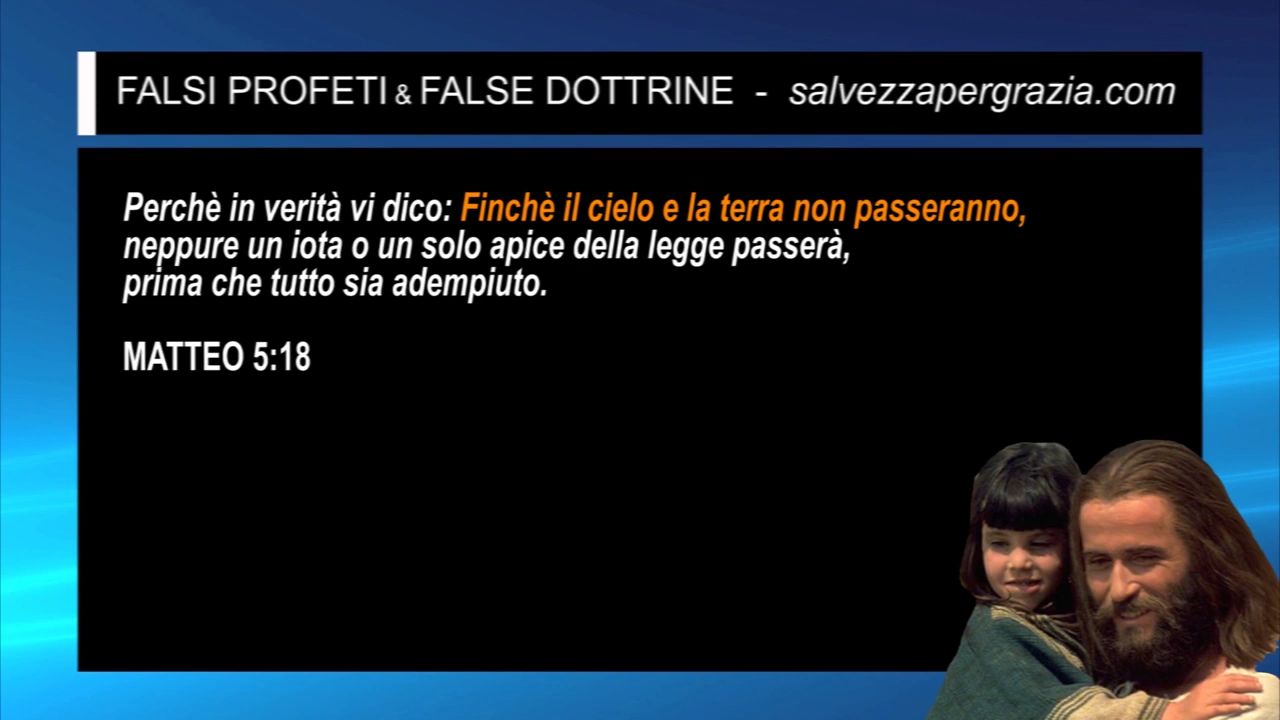 FALSI PROFETI & FALSE DOTTRINE - salvezzapergrazia.com
Perchè in verità vi dico: Finchè il cielo e la terra non passeranno,
neppure un iota o un solo apice della legge passerà,
prima che tutto sia adempiuto.
MATTEO 5:18